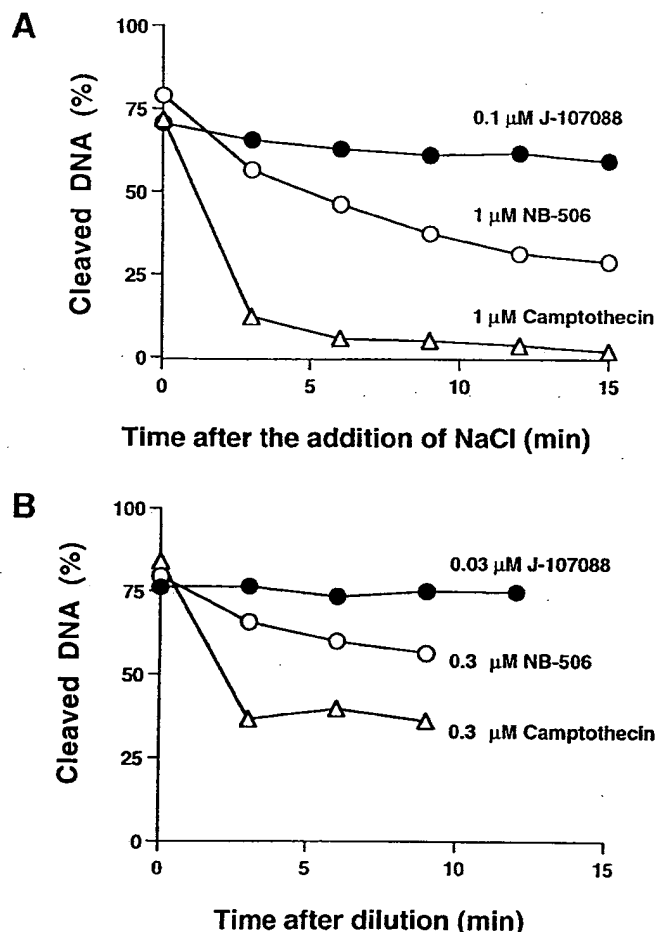 A
Cleaved DNA (%)
100
75
50
25
0
0.1 μM J-107088
1 μM NB-506
1 μM Camptothecin
0 5 10 15
Time after the addition of NaCl (min)
B
Cleaved DNA (%)
100
75
50
25
0
0.03 μM J-107088
0.3 μM NB-506
0.3 μM Camptothecin
0 5 10 15
Time after dilution (min)